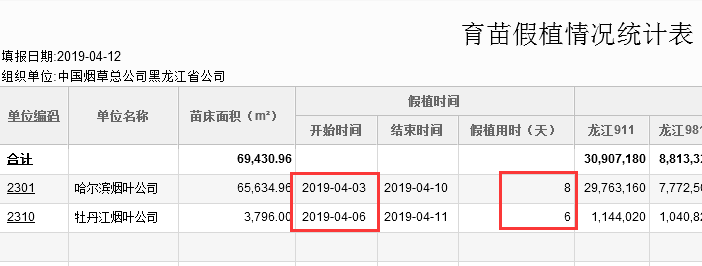 育苗假植情况统计表
填报日期:2019-04-12
组织单位:中国烟草总公司黑龙江省公司
单位编码 单位名称 苗床面积（m²） 假植时间
开始时间 结束时间 假植用时（天） 龙江911 龙江981
合计 69,430.96 30,907,180 8,813,3
2301 哈尔滨烟叶公司 65,634.96 2019-04-03 2019-04-10 8 29,763,160 7,772,50
2310 牡丹江烟叶公司 3,796.00 2019-04-06 2019-04-11 6 1,144,020 1,040,82